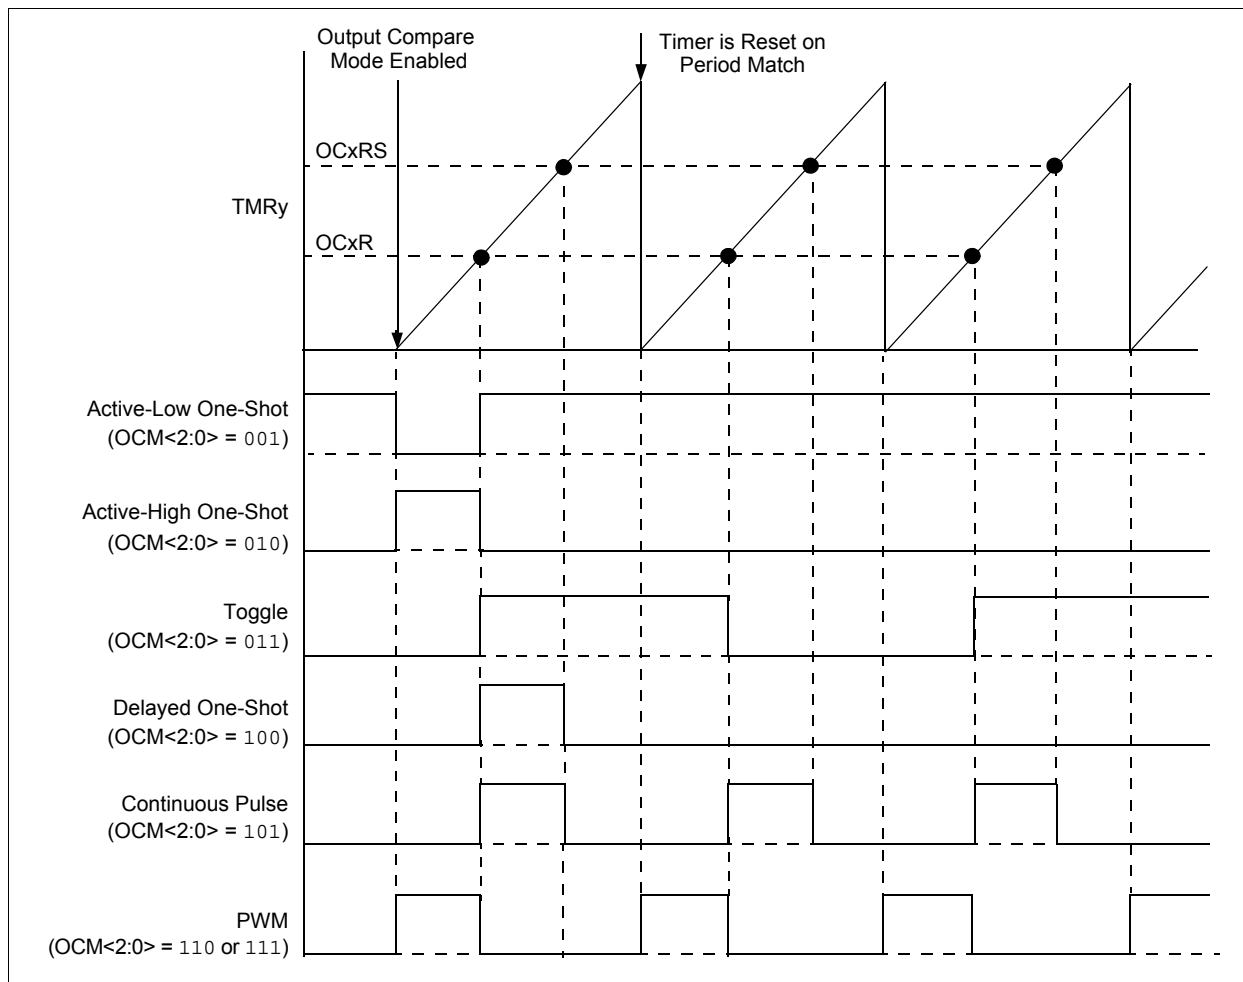 Output Compare
Mode Enabled
Timer is Reset on
Period Match
OCxRS
TMRy
OCxR
Active-Low One-Shot
(OCM<2:0> = 001)
Active-High One-Shot
(OCM<2:0> = 010)
Toggle
(OCM<2:0> = 011)
Delayed One-Shot
(OCM<2:0> = 100)
Continuous Pulse
(OCM<2:0> = 101)
PWM
(OCM<2:0> = 110 or 111)